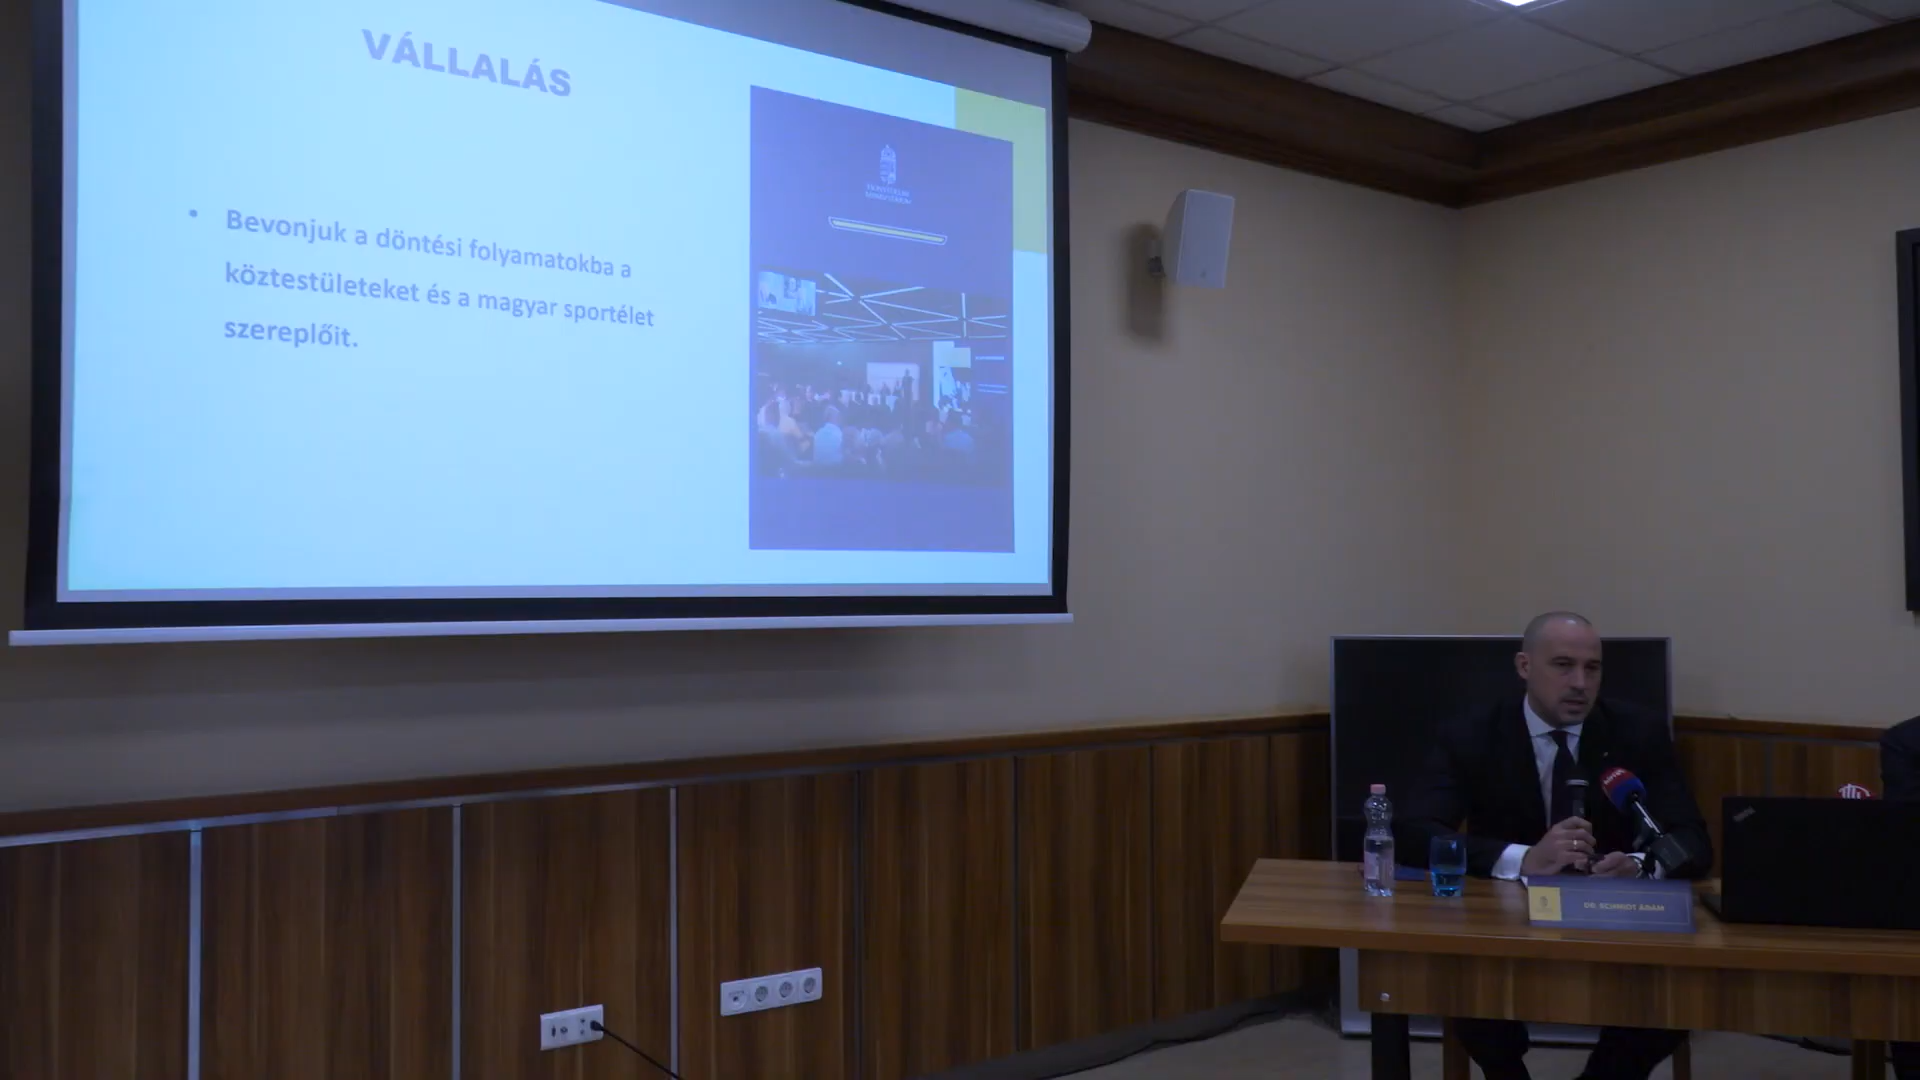 VÁLLALÁS
• Bevonjuk a döntési folyamatokba a
köztestületeket és a magyar sportélet
szereplőit.
DR. SCHMIDT ÁDÁM